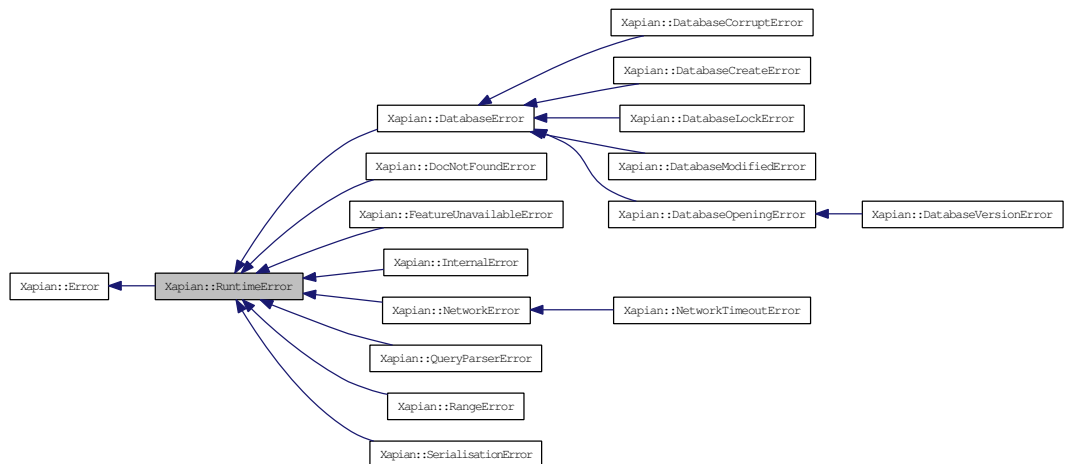 Xapian::DatabaseCorruptError
Xapian::DatabaseCreateError
Xapian::DatabaseError
Xapian::DatabaseLockError
Xapian::DocNotFoundError
Xapian::DatabaseModifiedError
Xapian::FeatureUnavailableError
Xapian::DatabaseOpeningError
Xapian::DatabaseVersionError
Xapian::InternalError
Xapian::Error
Xapian::RuntimeError
Xapian::NetworkError
Xapian::NetworkTimeoutError
Xapian::QueryParserError
Xapian::RangeError
Xapian::SerialisationError